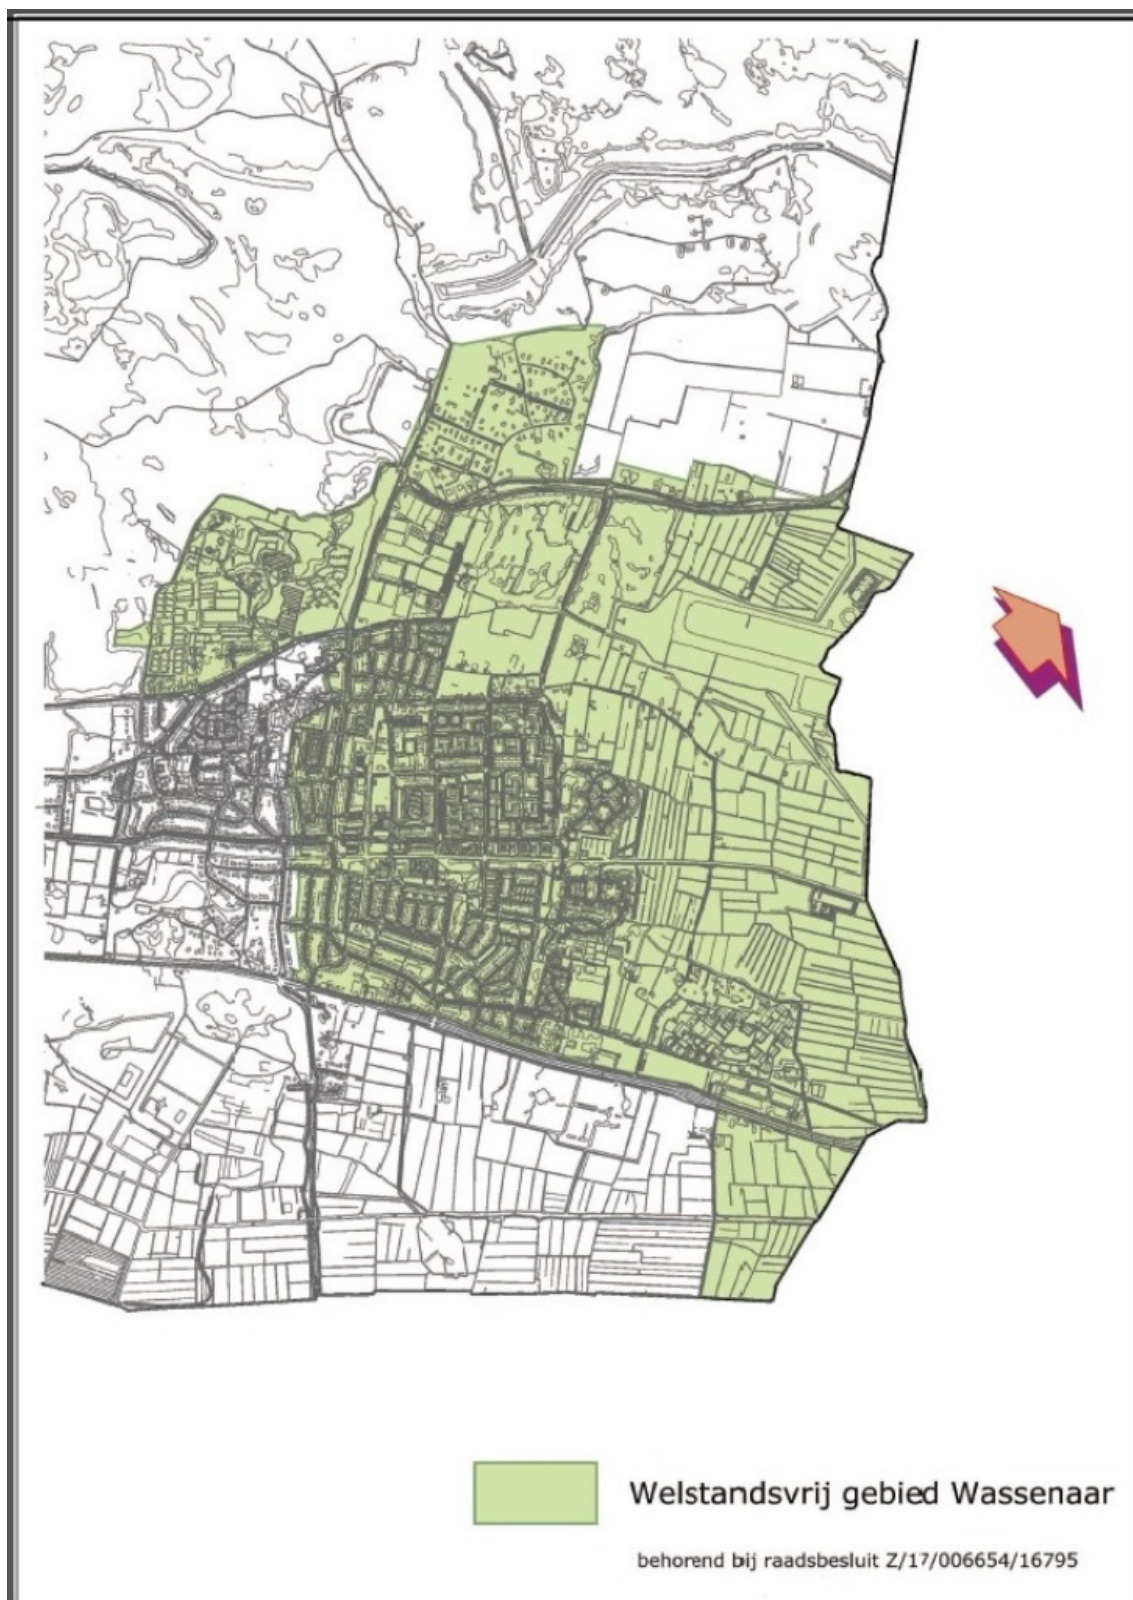 Welstandsvrij gebied Wassenaar
behorend bij raadsbesluit Z/17/006654/16795